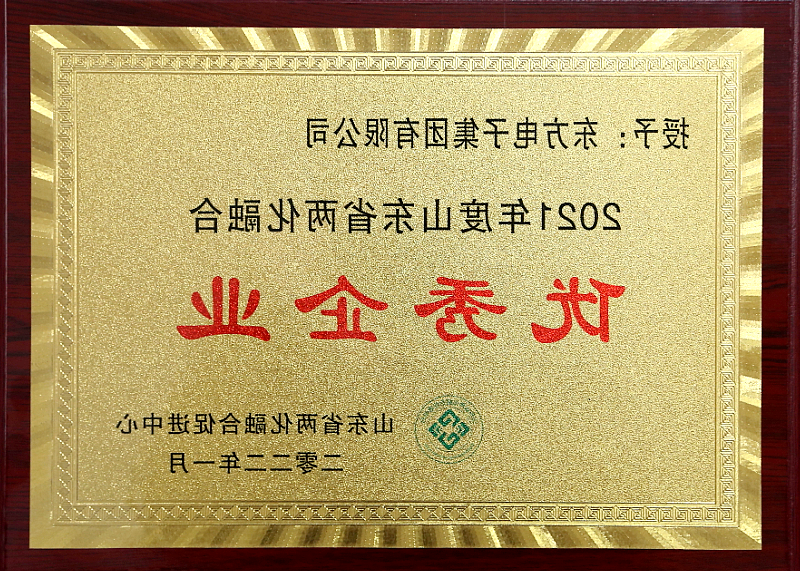 授予：东方电子集团有限公司
2021年度山东省两化融合
优秀企业
山东省两化融合促进中心
二零二二年一月